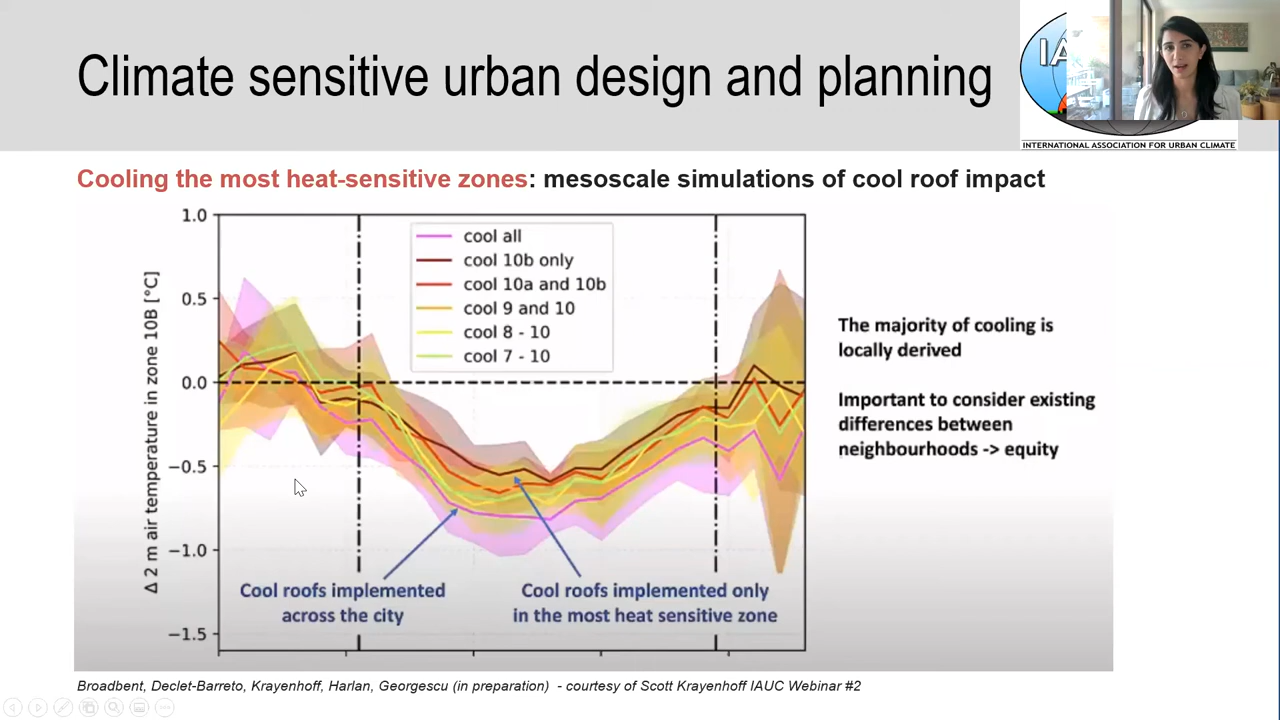 Climate sensitive urban design and planning
IA
INTERNATIONAL ASSOCIATION FOR URBAN CLIMATE
Cooling the most heat-sensitive zones: mesoscale simulations of cool roof impact
Δ 2 m air temperature in zone 10B [°C]
1.0
0.5
0.0
−0.5
−1.0
−1.5
cool all
cool 10b only
cool 10a and 10b
cool 9 and 10
cool 8 - 10
cool 7 - 10
Cool roofs implemented
across the city
Cool roofs implemented only
in the most heat sensitive zone
The majority of cooling is
locally derived
Important to consider existing
differences between
neighbourhoods -> equity
Broadbent, Declet-Barreto, Krayenhoff, Harlan, Georgescu (in preparation) - courtesy of Scott Krayenhoff IAUC Webinar #2